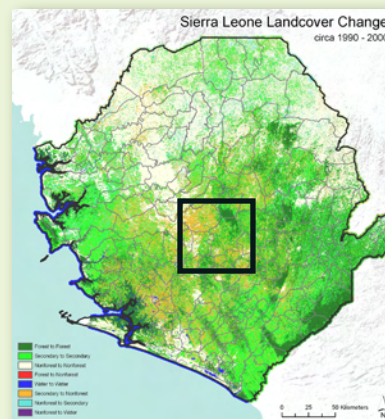 Sierra Leone Landcover Change
circa 1990 - 2000
Forest to Forest
Secondary to Secondary
Nonforest to Nonforest
Forest to Nonforest
Water to Water
Secondary to Nonforest
Nonforest to Secondary
Nonforest to Water
0 25 50 Kilometers
N